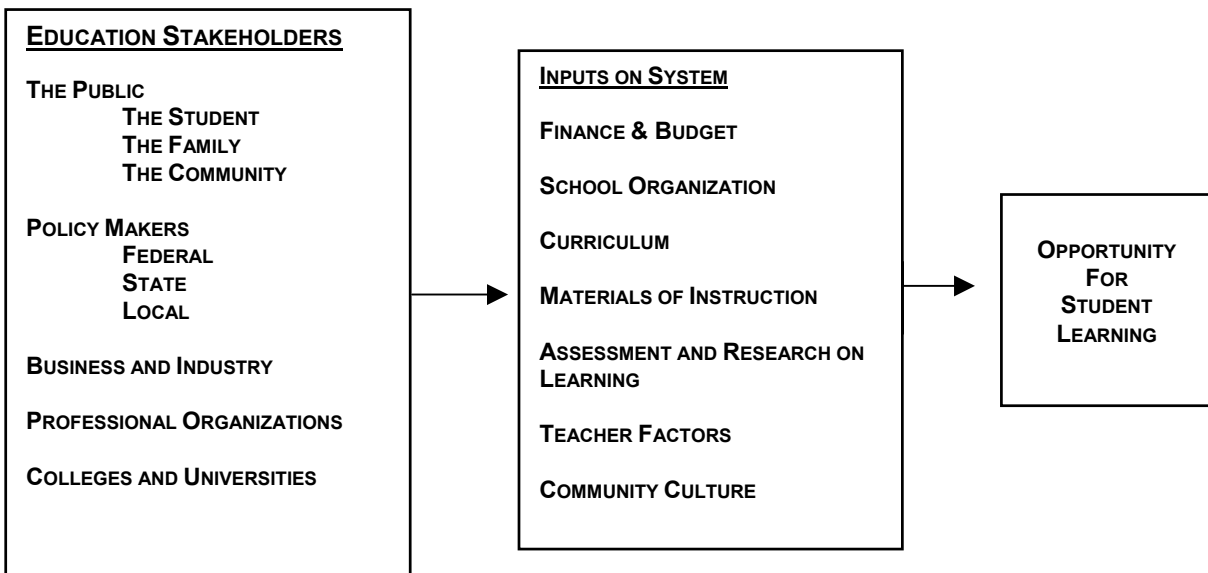 EDUCATION STAKEHOLDERS
THE PUBLIC
THE STUDENT
THE FAMILY
THE COMMUNITY
POLICY MAKERS
FEDERAL
STATE
LOCAL
BUSINESS AND INDUSTRY
PROFESSIONAL ORGANIZATIONS
COLLEGES AND UNIVERSITIES
INPUTS ON SYSTEM
FINANCE & BUDGET
SCHOOL ORGANIZATION
CURRICULUM
MATERIALS OF INSTRUCTION
ASSESSMENT AND RESEARCH ON
LEARNING
TEACHER FACTORS
COMMUNITY CULTURE
OPPORTUNITY
FOR
STUDENT
LEARNING